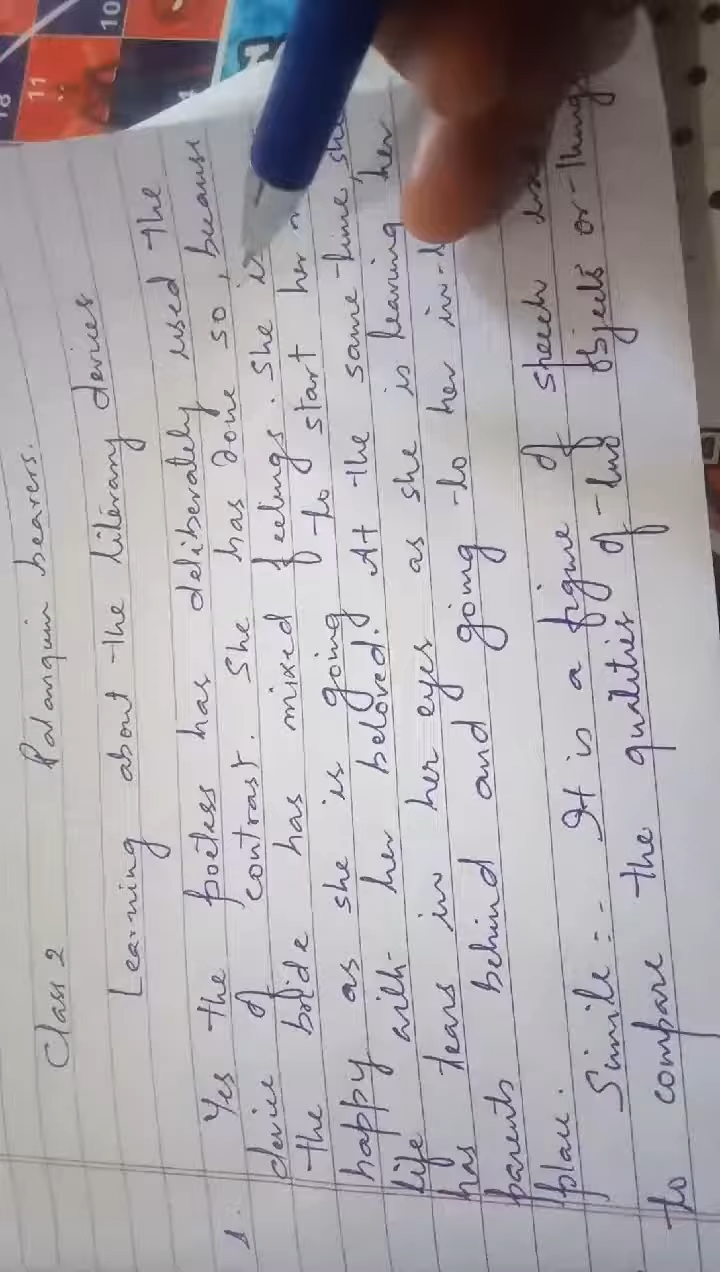 Class 2 Palanquin bearers.
Learning about the literary devices
1. Yes the poetess has deliberately used the
device of contrast. She has done so, because
the bride has mixed feelings. She is
happy as she is going to start her
life with her beloved. At the same time, she
has tears in her eyes as she is leaving her
parents behind and going to her in-
place.
Simile:- It is a figure of speech
to compare the qualities of two objects or things
10
11